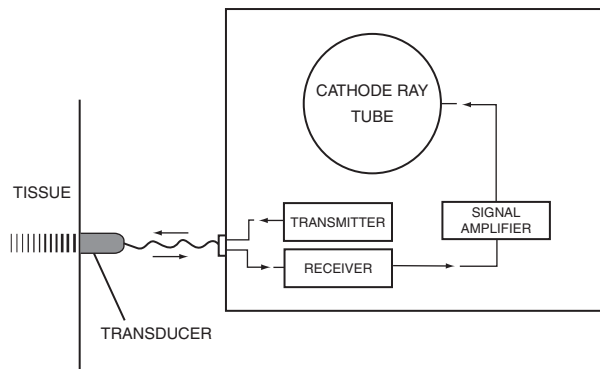 CATHODE RAY
TUBE
TISSUE
TRANSMITTER
SIGNAL
AMPLIFIER
RECEIVER
TRANSDUCER